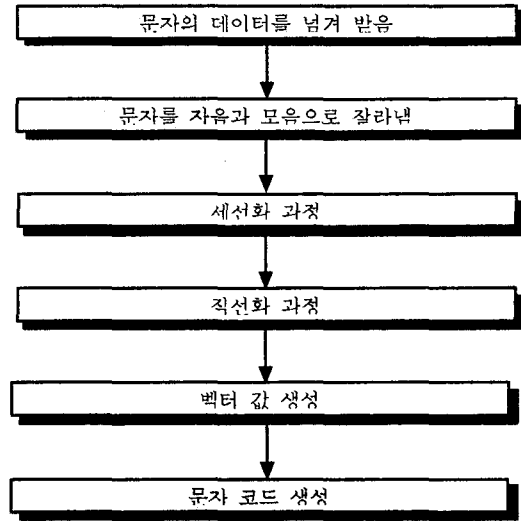 문자의 데이터를 넘겨 받음
문자를 자음과 모음으로 잘라냄
세선화 과정
직선화 과정
벡터 값 생성
문자 코드 생성